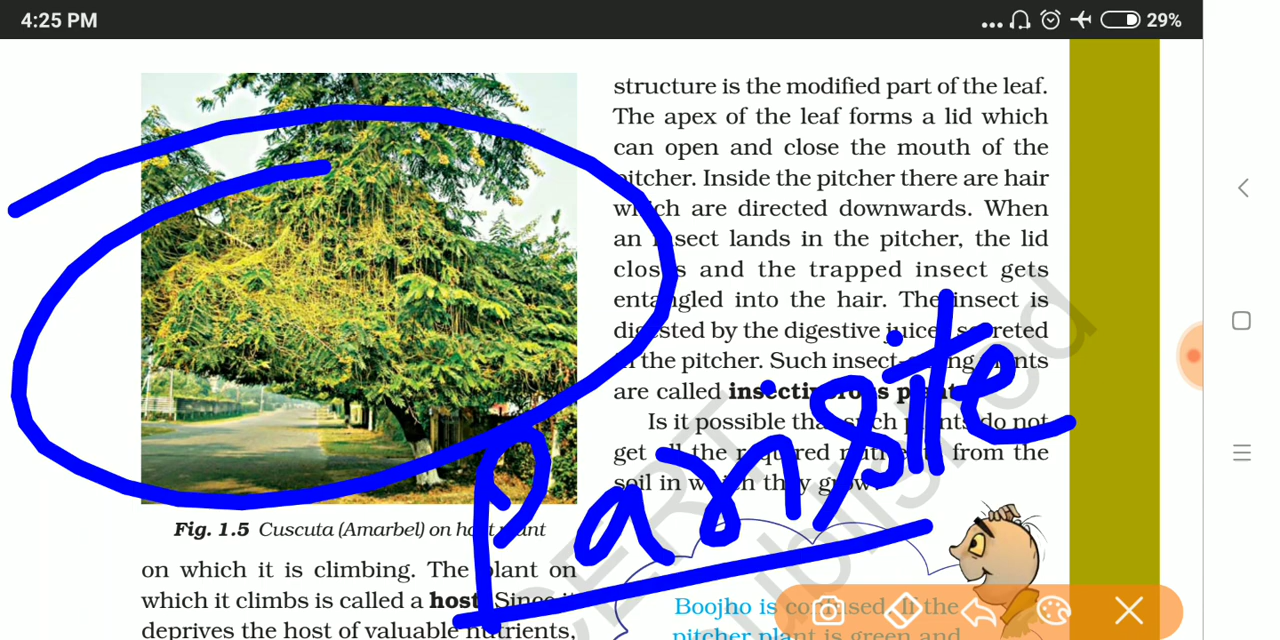 4:25 PM
29%
structure is the modified part of the leaf.
The apex of the leaf forms a lid which
can open and close the mouth of the
pitcher. Inside the pitcher there are hair
which are directed downwards. When
an insect lands in the pitcher, the lid
closes and the trapped insect gets
entangled into the hair. The insect is
digested by the digestive juices secreted
in the pitcher. Such insect-eating plants
are called insectivorous plants
Is it possible that such plants do not
get all the required nutrients from the
soil in which they grow
Parisite
Fig. 1.5 Cuscuta (Amarbel) on host plant
on which it is climbing. The plant on
which it climbs is called a host. Since it
deprives the host of valuable nutrients,
Boojho is confused. If the
pitcher plant is green and